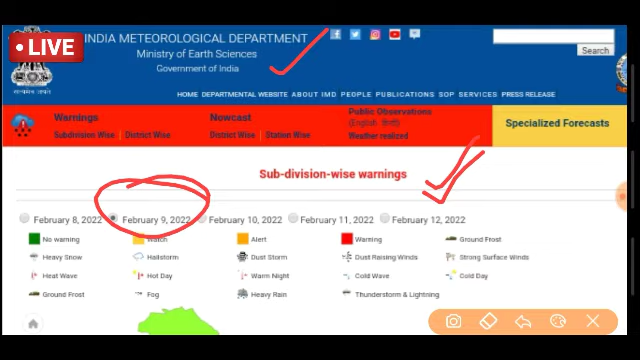 LIVE
INDIA METEOROLOGICAL DEPARTMENT
Ministry of Earth Sciences
Government of India
Search
HOME DEPARTMENTAL WEBSITE ABOUT IMD PEOPLE PUBLICATIONS SOP SERVICES PRESS RELEASE
Warnings
Subdivision Wise | District Wise
Nowcast
District Wise | Station Wise
Public Observations
(English हिन्दी)
Weather realized
Specialized Forecasts
Sub-division-wise warnings
February 8, 2022 February 9, 2022 February 10, 2022 February 11, 2022 February 12, 2022
No warning Watch Alert Warning Ground Frost
Heavy Snow Hailstorm Dust Storm Dust Raising Winds Strong Surface Winds
Heat Wave Hot Day Warm Night Cold Wave Cold Day
Ground Frost Fog Heavy Rain Thunderstorm & Lightning